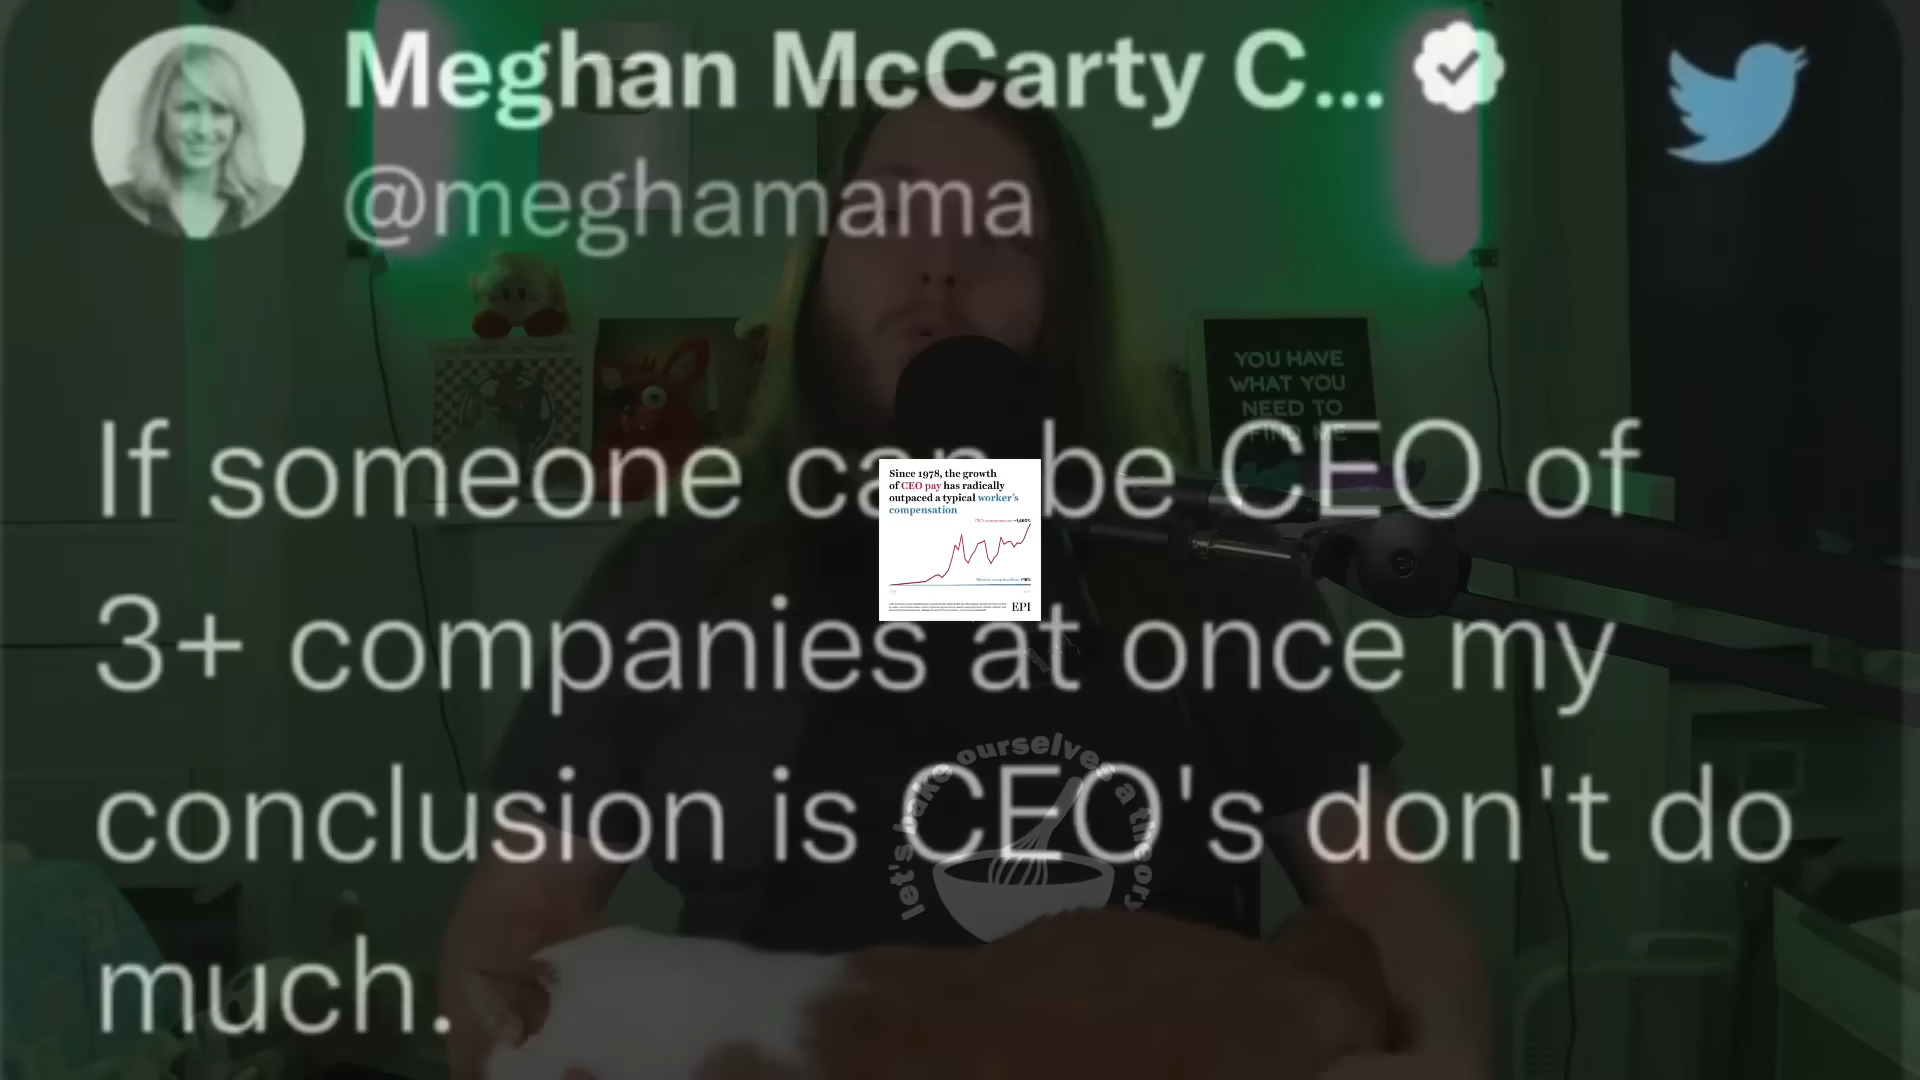 Meghan McCarty C...
@meghamama
YOU HAVE
WHAT YOU
NEED TO
FIND ME
If someone can be CEO of
3+ companies at once my
conclusion is CEO's don't do
much.
Since 1978, the growth
of CEO pay has radically
outpaced a typical worker's
compensation
EPI
let's bake ourselves a theory